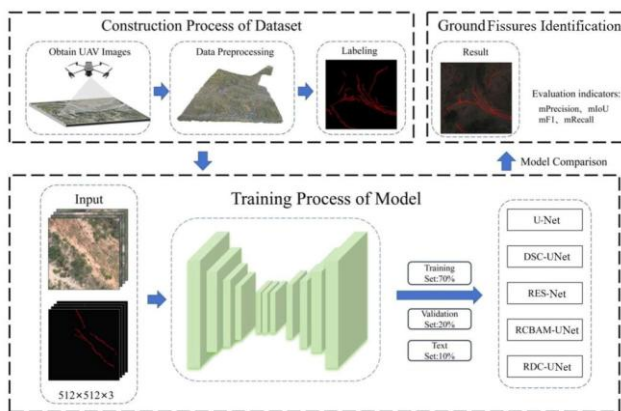 Construction Process of Dataset
Obtain UAV Images
Data Preprocessing
Labeling
Ground Fissures Identification
Result
Evaluation indicators:
mPrecision, mIoU
mF1, mRecall
Model Comparison
Training Process of Model
Input
512×512×3
Training
Set:70%
Validation
Set:20%
Text
Set:10%
U-Net
DSC-UNet
RES-Net
RCBAM-UNet
RDC-UNet